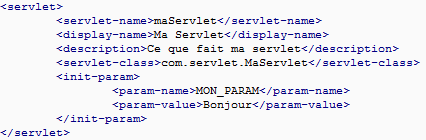 <servlet>
<servlet-name>maServlet</servlet-name>
<display-name>Ma Servlet</display-name>
<description>Ce que fait ma servlet</description>
<servlet-class>com.servlet.MaServlet</servlet-class>
<init-param>
<param-name>MON_PARAM</param-name>
<param-value>Bonjour</param-value>
</init-param>
</servlet>